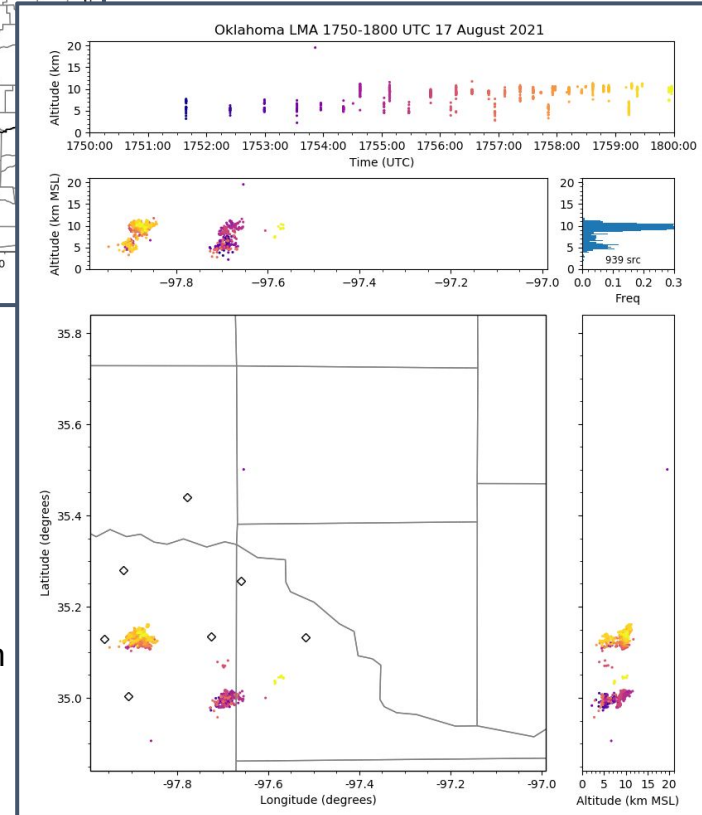 Oklahoma LMA 1750-1800 UTC 17 August 2021
Altitude (km)
20
15
10
5
0
1750:00 1751:00 1752:00 1753:00 1754:00 1755:00 1756:00 1757:00 1758:00 1759:00 1800:00
Time (UTC)
Altitude (km MSL)
20
15
10
5
0
−97.8 −97.6 −97.4 −97.2 −97.0
20
15
10
5
0
939 src
0.0 0.1 0.2 0.3
Freq
Latitude (degrees)
35.8
35.6
35.4
35.2
35.0
-97.8 -97.6 -97.4 -97.2 -97.0
Longitude (degrees)
0 5 10 15 20
Altitude (km MSL)